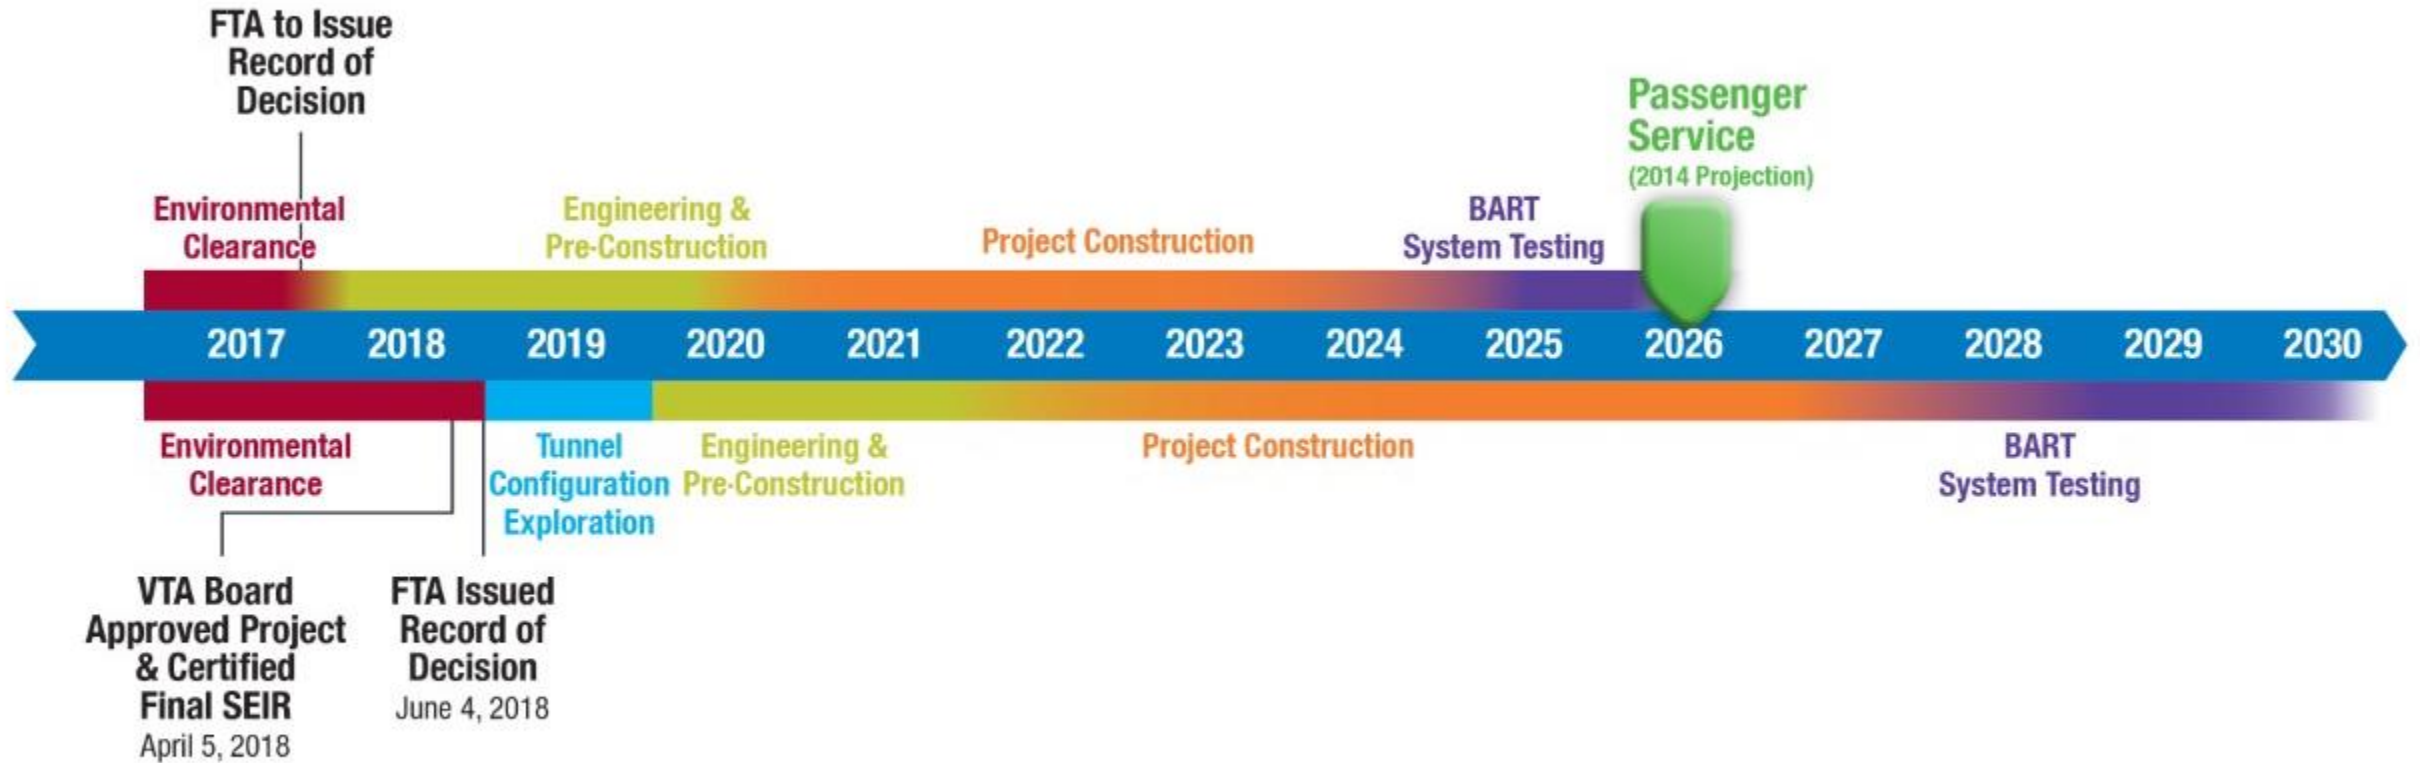 FTA to Issue
Record of
Decision
Passenger
Service
(2014 Projection)
Environmental
Clearance
Engineering &
Pre-Construction
Project Construction
BART
System Testing
2017 2018 2019 2020 2021 2022 2023 2024 2025 2026 2027 2028 2029 2030
Environmental
Clearance
Tunnel
Configuration
Exploration
Engineering &
Pre-Construction
Project Construction
BART
System Testing
VTA Board
Approved Project
& Certified
Final SEIR
April 5, 2018
FTA Issued
Record of
Decision
June 4, 2018